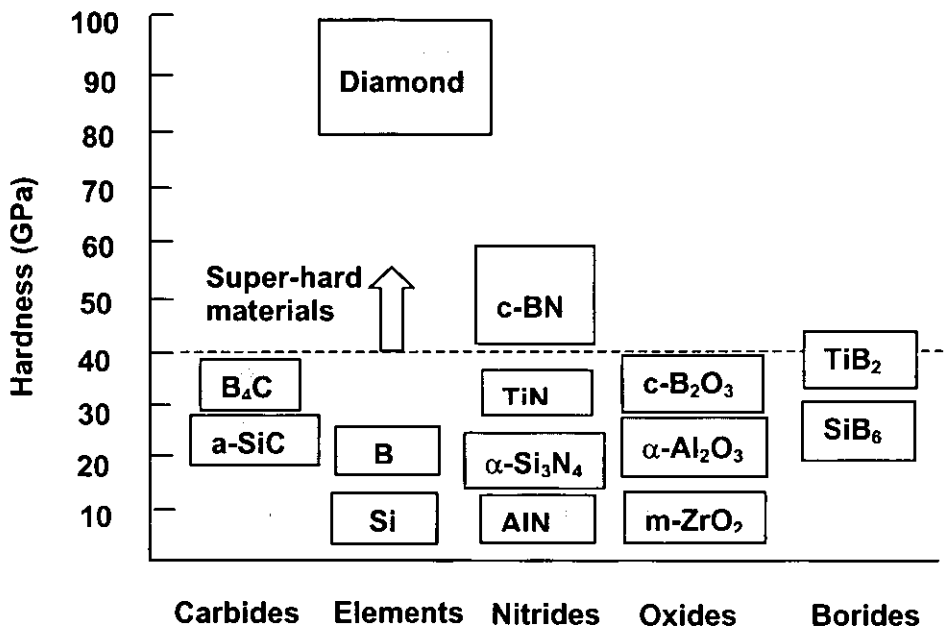 100
90
80
70
60
50
40
30
20
10
Hardness (GPa)
Diamond
Super-hard
materials
c-BN
TiB₂
B₄C
TiN
c-B₂O₃
a-SiC
B
α-Si₃N₄
α-Al₂O₃
SiB₆
Si
AlN
m-ZrO₂
Carbides Elements Nitrides Oxides Borides